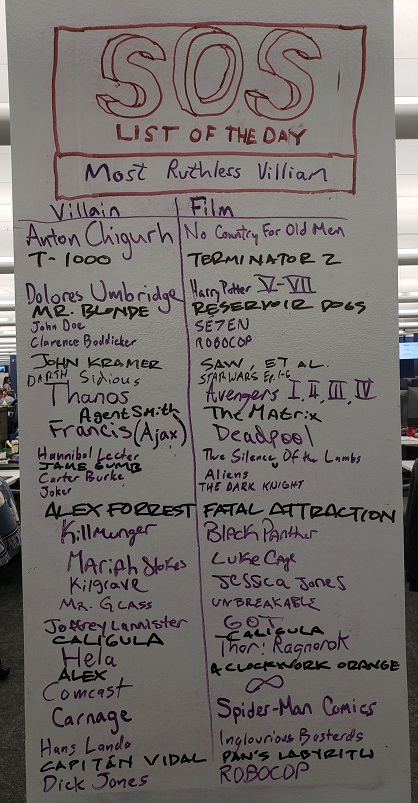 SOS
LIST OF THE DAY
Most Ruthless Villian
Villain Film
Anton Chigurh No Country For Old Men
T-1000 TERMINATOR 2
Dolores Umbridge Harry Potter V-VII
MR. BLONDE RESERVOIR DOGS
John Doe SE7EN
Clarence Boddicker ROBOCOP
JOHN KRAMER SAW, ET AL.
DARTH Sidious STAR WARS Ep. 1-6
Thanos Avengers I, II, III, IV
Agent Smith The Matrix
Francis (Ajax) Deadpool
Hannibal Lecter The Silence Of the Lambs
JAME GUMB
Carter Burke Aliens
Joker THE DARK KNIGHT
ALEX FORREST FATAL ATTRACTION
Killmunger Black Panther
Mariah Stokes Luke Cage
Kilgrave Jessica Jones
MR. GLASS UNBREAKABLE
Joffrey Lannister GOT
CALIGULA CALIGULA
Hela Thor: Ragnarok
ALEX A CLOCKWORK ORANGE
Comcast ∞
Carnage Spider-Man Comics
Hans Landa Inglourious Basterds
CAPITÁN VIDAL PAN'S LABYRITH
Dick Jones ROBOCOP